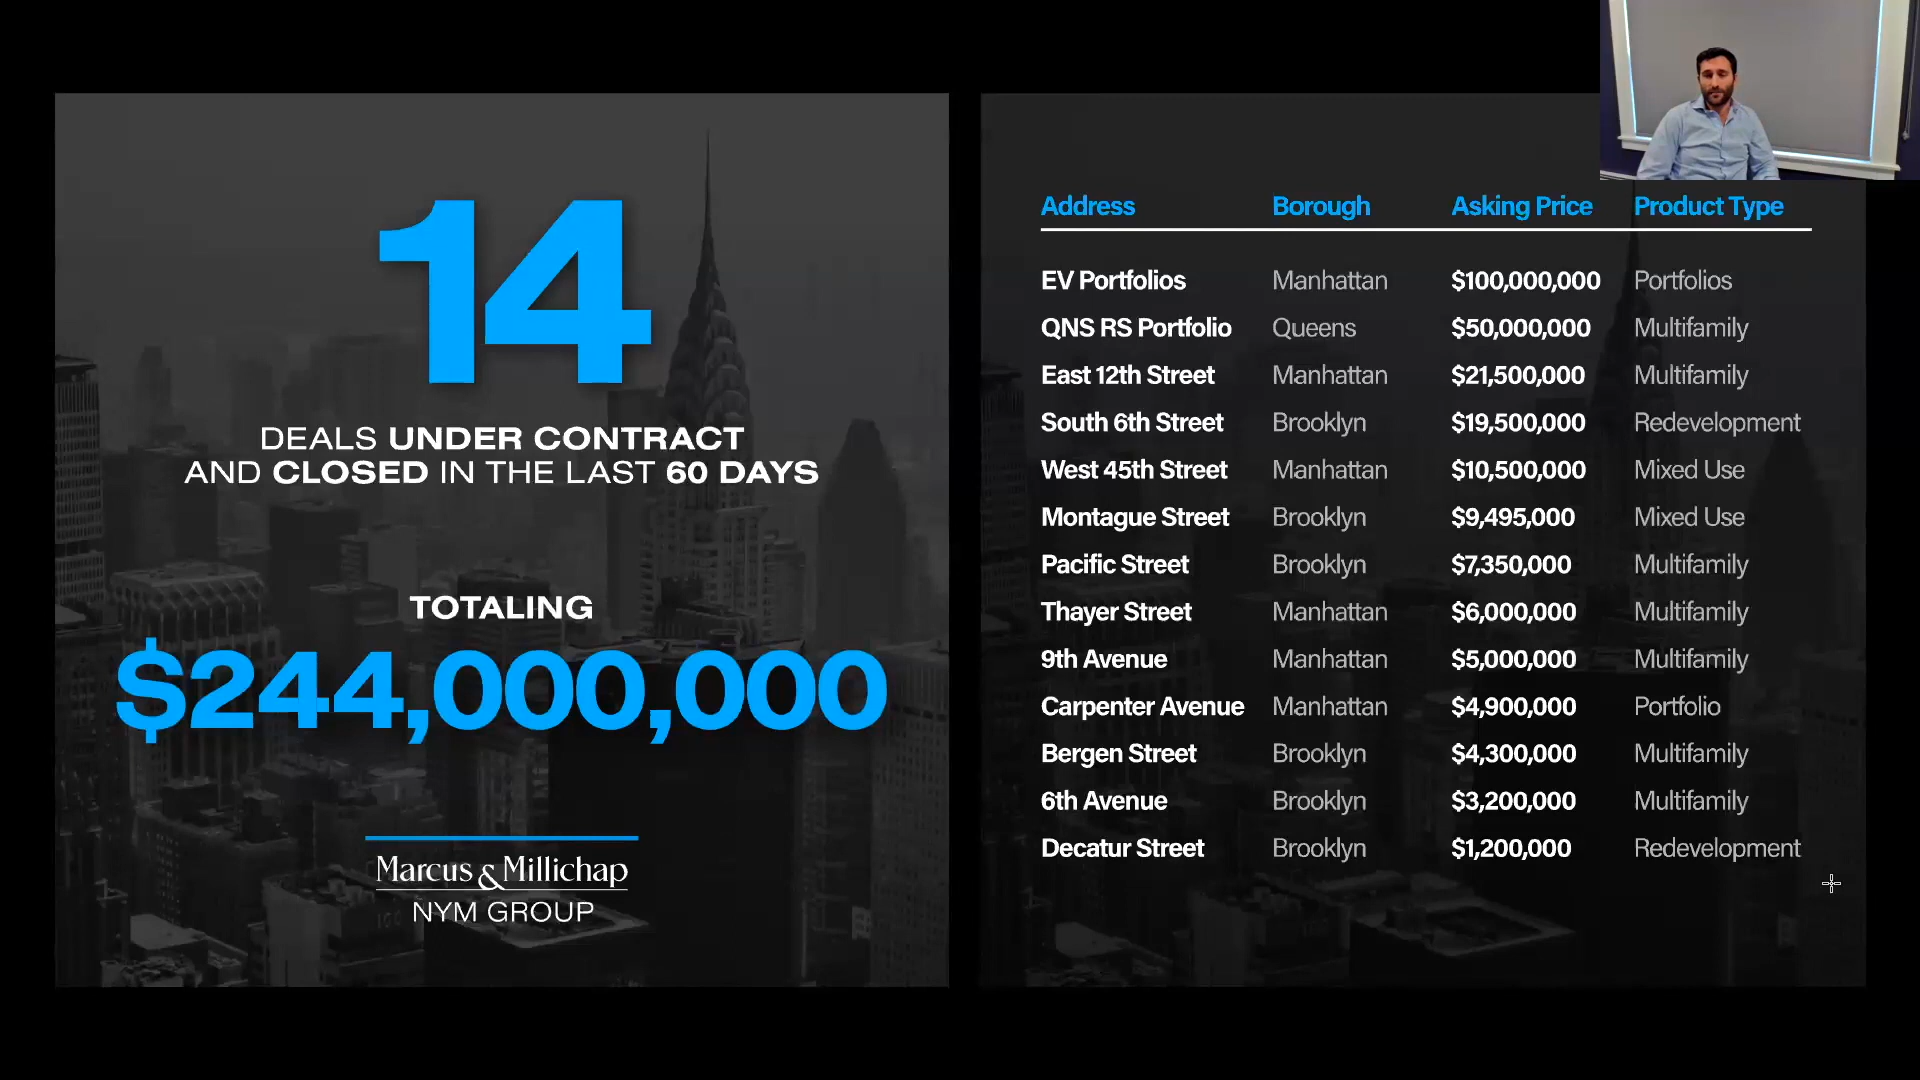 14
DEALS UNDER CONTRACT
AND CLOSED IN THE LAST 60 DAYS
TOTALING
$244,000,000
Marcus & Millichap
NYM GROUP
Address Borough Asking Price Product Type
EV Portfolios Manhattan $100,000,000 Portfolios
QNS RS Portfolio Queens $50,000,000 Multifamily
East 12th Street Manhattan $21,500,000 Multifamily
South 6th Street Brooklyn $19,500,000 Redevelopment
West 45th Street Manhattan $10,500,000 Mixed Use
Montague Street Brooklyn $9,495,000 Mixed Use
Pacific Street Brooklyn $7,350,000 Multifamily
Thayer Street Manhattan $6,000,000 Multifamily
9th Avenue Manhattan $5,000,000 Multifamily
Carpenter Avenue Manhattan $4,900,000 Portfolio
Bergen Street Brooklyn $4,300,000 Multifamily
6th Avenue Brooklyn $3,200,000 Multifamily
Decatur Street Brooklyn $1,200,000 Redevelopment